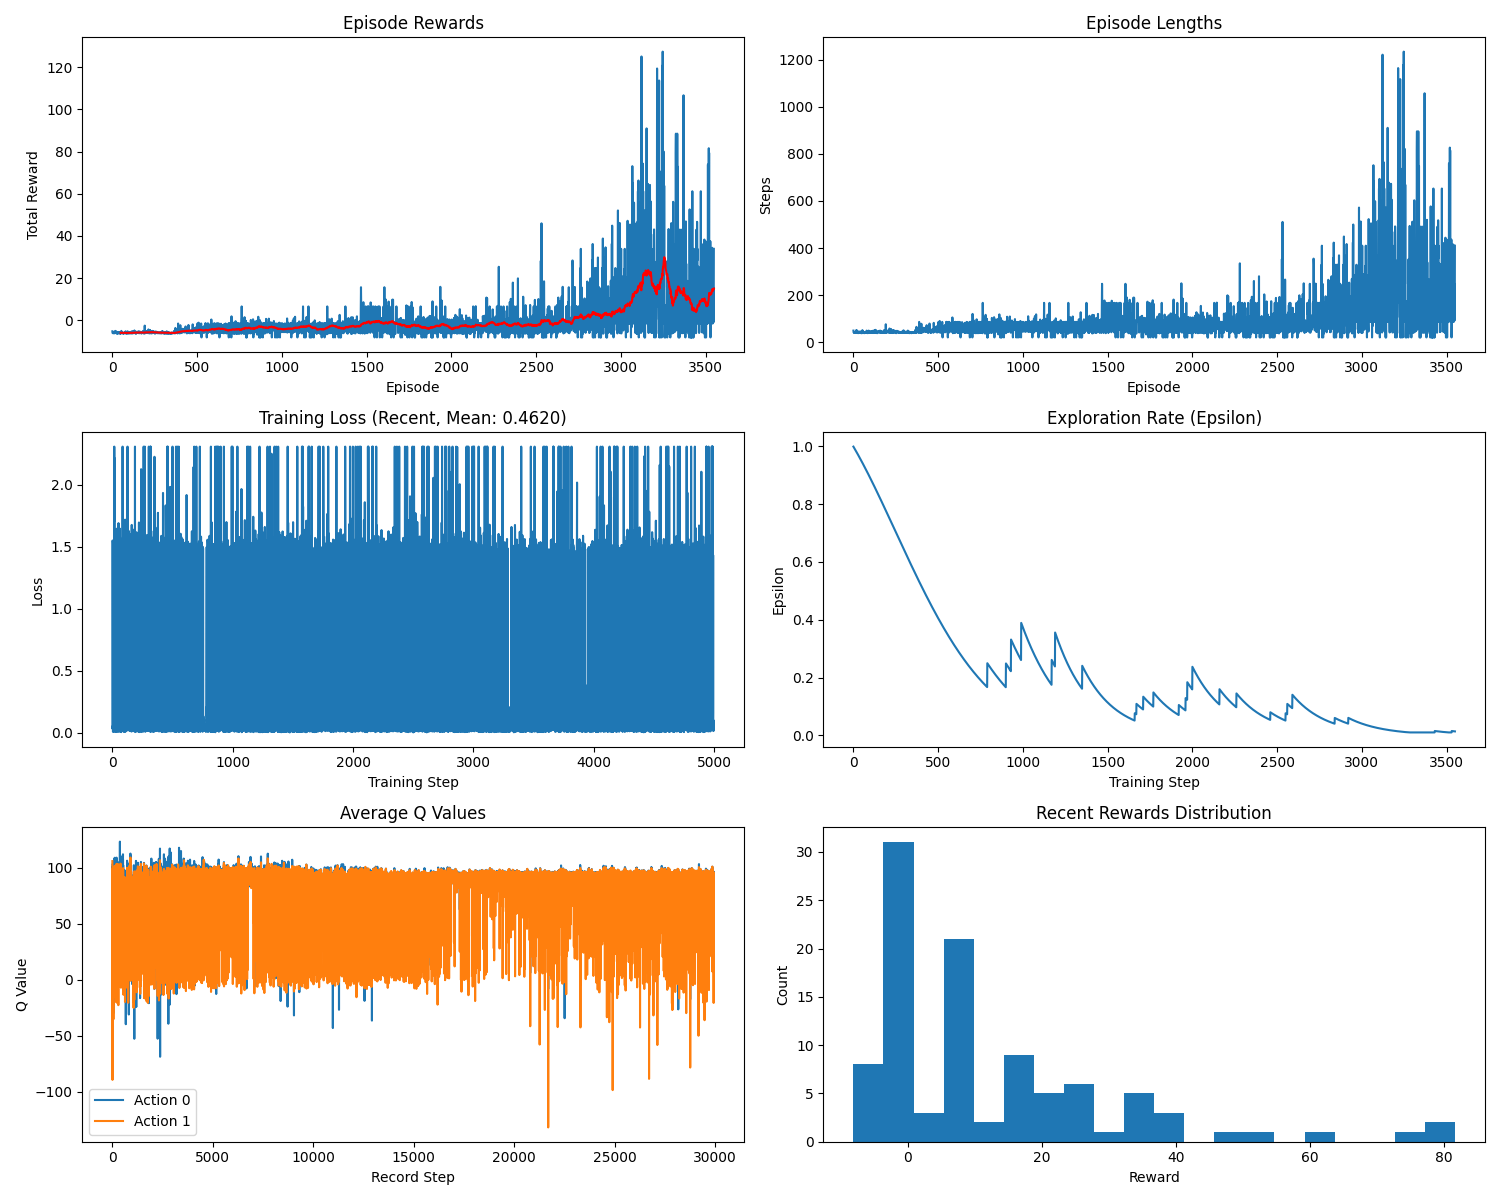 Episode Rewards
Total Reward
120
100
80
60
40
20
0
0 500 1000 1500 2000 2500 3000 3500
Episode
Episode Lengths
Steps
1200
1000
800
600
400
200
0
0 500 1000 1500 2000 2500 3000 3500
Episode
Training Loss (Recent, Mean: 0.4620)
Loss
2.0
1.5
1.0
0.5
0.0
0 1000 2000 3000 4000 5000
Training Step
Exploration Rate (Epsilon)
Epsilon
1.0
0.8
0.6
0.4
0.2
0.0
0 500 1000 1500 2000 2500 3000 3500
Training Step
Average Q Values
Q Value
100
50
0
−50
−100
Action 0
Action 1
0 5000 10000 15000 20000 25000 30000
Record Step
Recent Rewards Distribution
Count
30
25
20
15
10
5
0
0 20 40 60 80
Reward